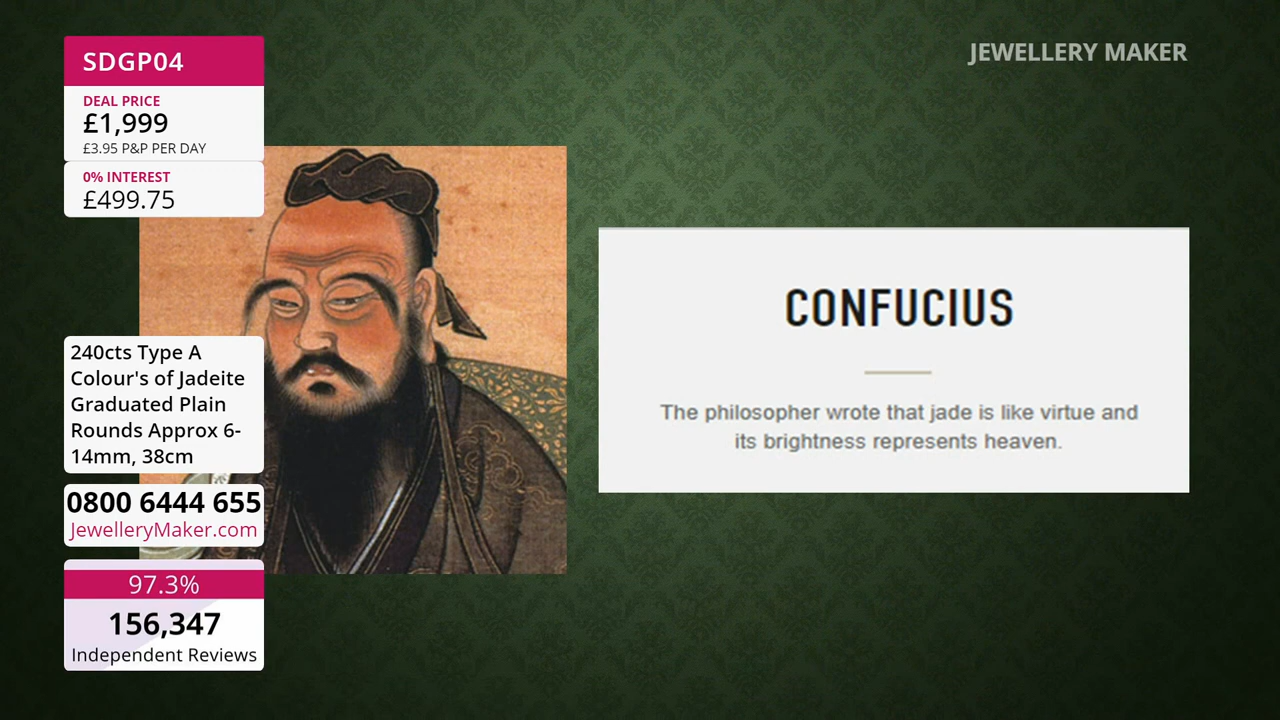 SDGP04
DEAL PRICE
£1,999
£3.95 P&P PER DAY
0% INTEREST
£499.75
240cts Type A
Colour's of Jadeite
Graduated Plain
Rounds Approx 6-
14mm, 38cm
0800 6444 655
JewelleryMaker.com
97.3%
156,347
Independent Reviews
JEWELLERY MAKER
CONFUCIUS
The philosopher wrote that jade is like virtue and
its brightness represents heaven.